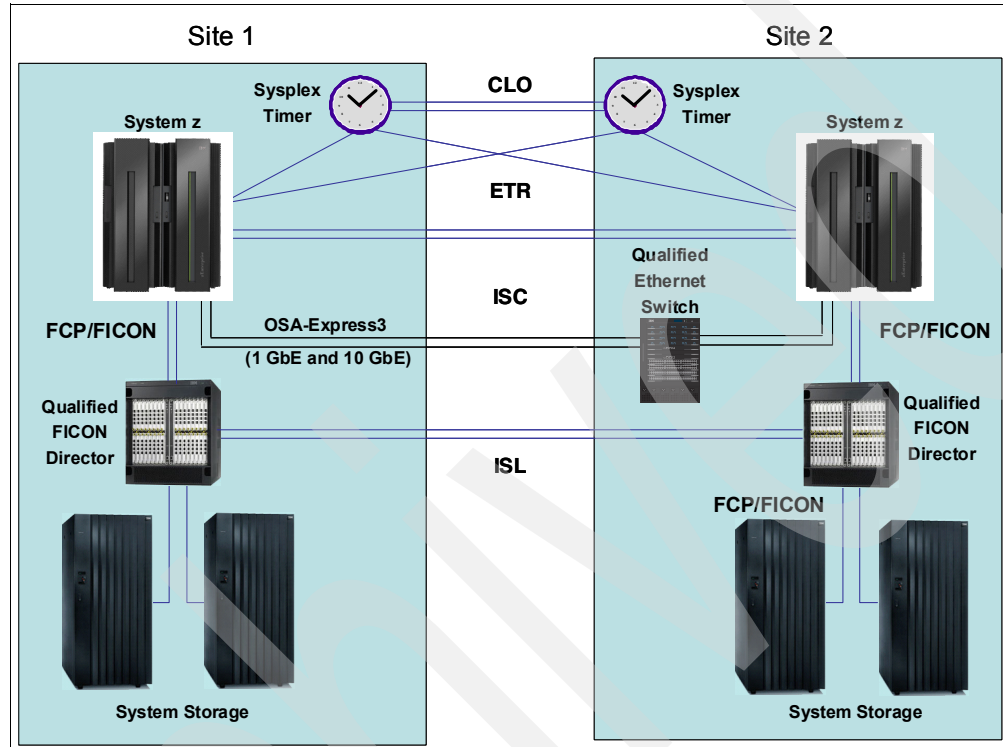 Site 1
Site 2
CLO
Sysplex
Timer
Sysplex
Timer
System z
System z
ETR
Qualified
Ethernet
Switch
ISC
FCP/FICON
OSA-Express3
(1 GbE and 10 GbE)
FCP/FICON
Qualified
FICON
Director
Qualified
FICON
Director
ISL
FCP/FICON
System Storage
System Storage